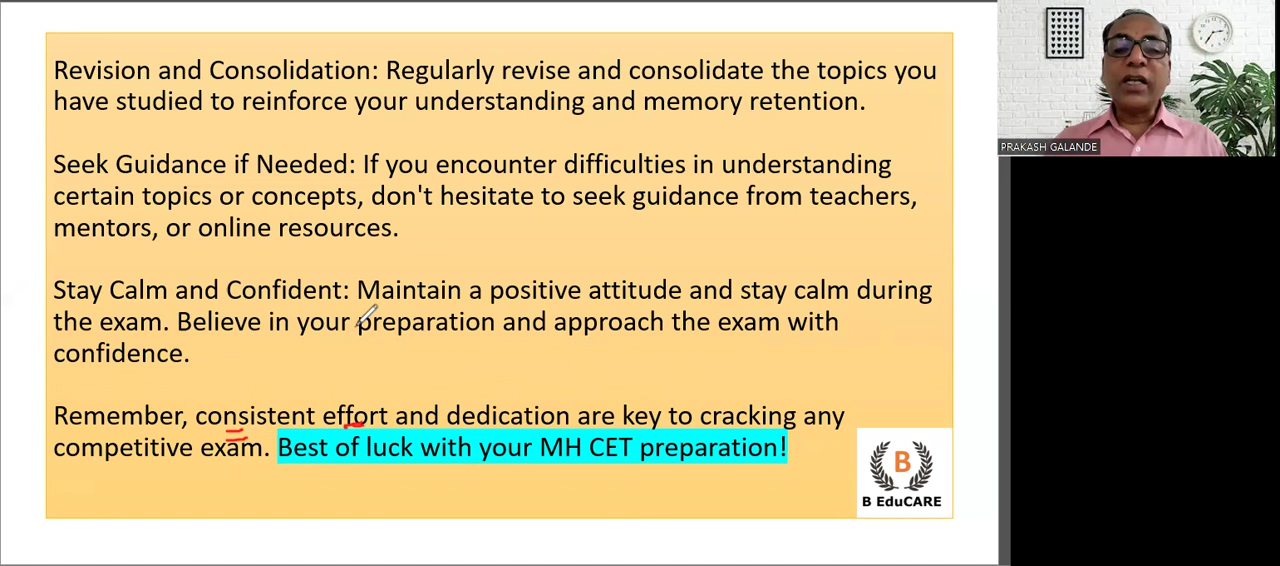 Revision and Consolidation: Regularly revise and consolidate the topics you
have studied to reinforce your understanding and memory retention.
Seek Guidance if Needed: If you encounter difficulties in understanding
certain topics or concepts, don't hesitate to seek guidance from teachers,
mentors, or online resources.
Stay Calm and Confident: Maintain a positive attitude and stay calm during
the exam. Believe in your preparation and approach the exam with
confidence.
Remember, consistent effort and dedication are key to cracking any
competitive exam. Best of luck with your MH CET preparation!
B
B EduCARE
PRAKASH GALANDE